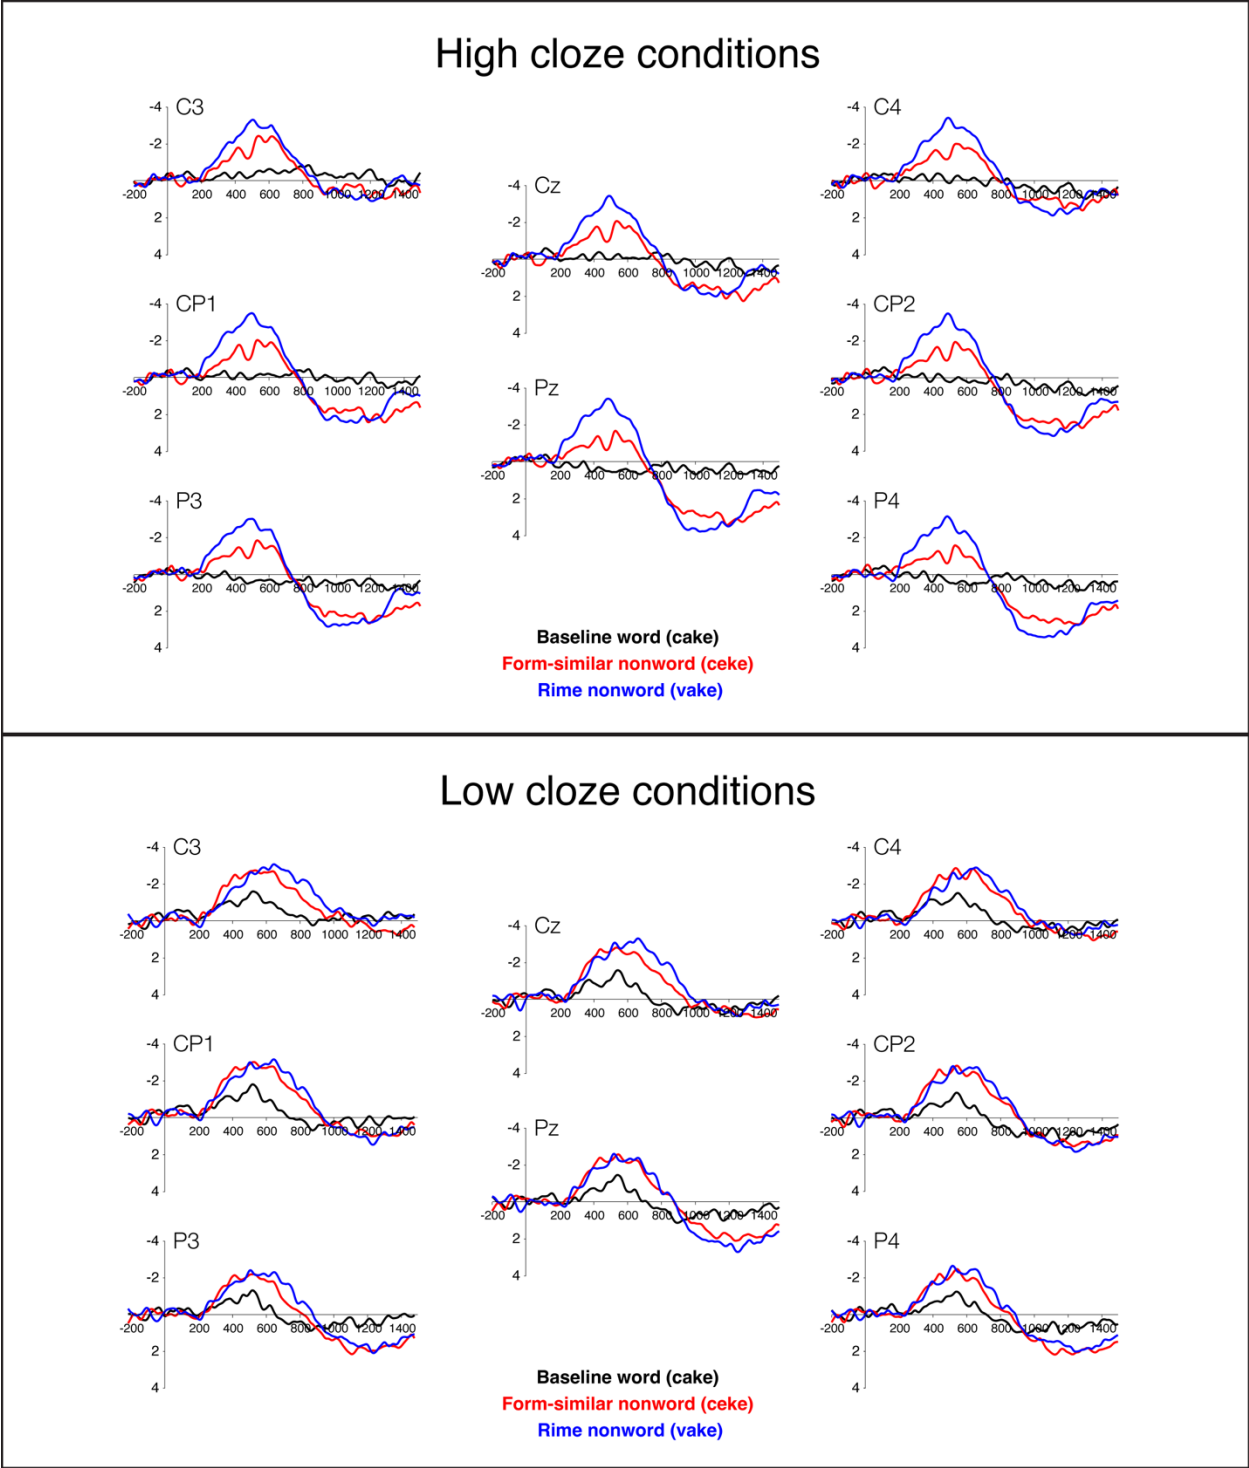 High cloze conditions
C3
-4
-2
2
4
-200 200 400 600 800 1000 1200 1400
C4
-4
-2
2
4
-200 200 400 600 800 1000 1200 1400
Cz
-4
-2
2
4
-200 200 400 600 800 1000 1200 1400
CP1
-4
-2
2
4
-200 200 400 600 800 1000 1200 1400
CP2
-4
-2
2
4
-200 200 400 600 800 1000 1200 1400
Pz
-4
-2
2
4
-200 200 400 600 800 1000 1200 1400
P3
-4
-2
2
4
-200 200 400 600 800 1000 1200 1400
P4
-4
-2
2
4
-200 200 400 600 800 1000 1200 1400
Baseline word (cake)
Form-similar nonword (ceke)
Rime nonword (vake)
Low cloze conditions
C3
-4
-2
2
4
-200 200 400 600 800 1000 1200 1400
C4
-4
-2
2
4
-200 200 400 600 800 1000 1200 1400
Cz
-4
-2
2
4
-200 200 400 600 800 1000 1200 1400
CP1
-4
-2
2
4
-200 200 400 600 800 1000 1200 1400
CP2
-4
-2
2
4
-200 200 400 600 800 1000 1200 1400
Pz
-4
-2
2
4
-200 200 400 600 800 1000 1200 1400
P3
-4
-2
2
4
-200 200 400 600 800 1000 1200 1400
P4
-4
-2
2
4
-200 200 400 600 800 1000 1200 1400
Baseline word (cake)
Form-similar nonword (ceke)
Rime nonword (vake)